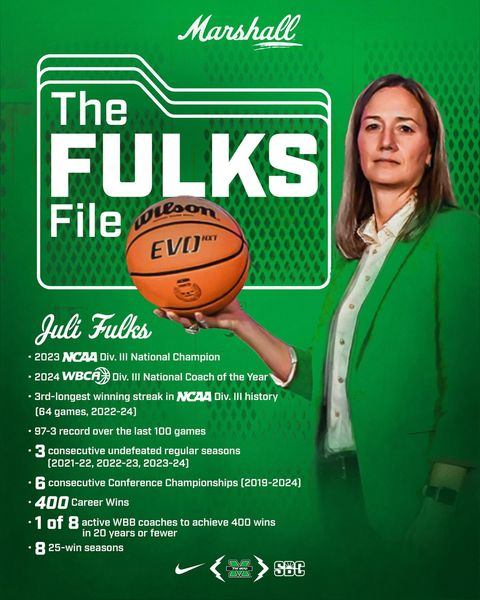 Marshall
The
FULKS
File
Wilson
EVO NXT
Juli Fulks
• 2023 NCAA Div. III National Champion
• 2024 WBCA Div. III National Coach of the Year
• 3rd-longest winning streak in NCAA Div. III history
(64 games, 2022-24)
• 97-3 record over the last 100 games
• 3 consecutive undefeated regular seasons
(2021-22, 2022-23, 2023-24)
• 6 consecutive Conference Championships (2019-2024)
• 400 Career Wins
• 1 of 8 active WBB coaches to achieve 400 wins
in 20 years or fewer
• 8 25-win seasons
M
SBC